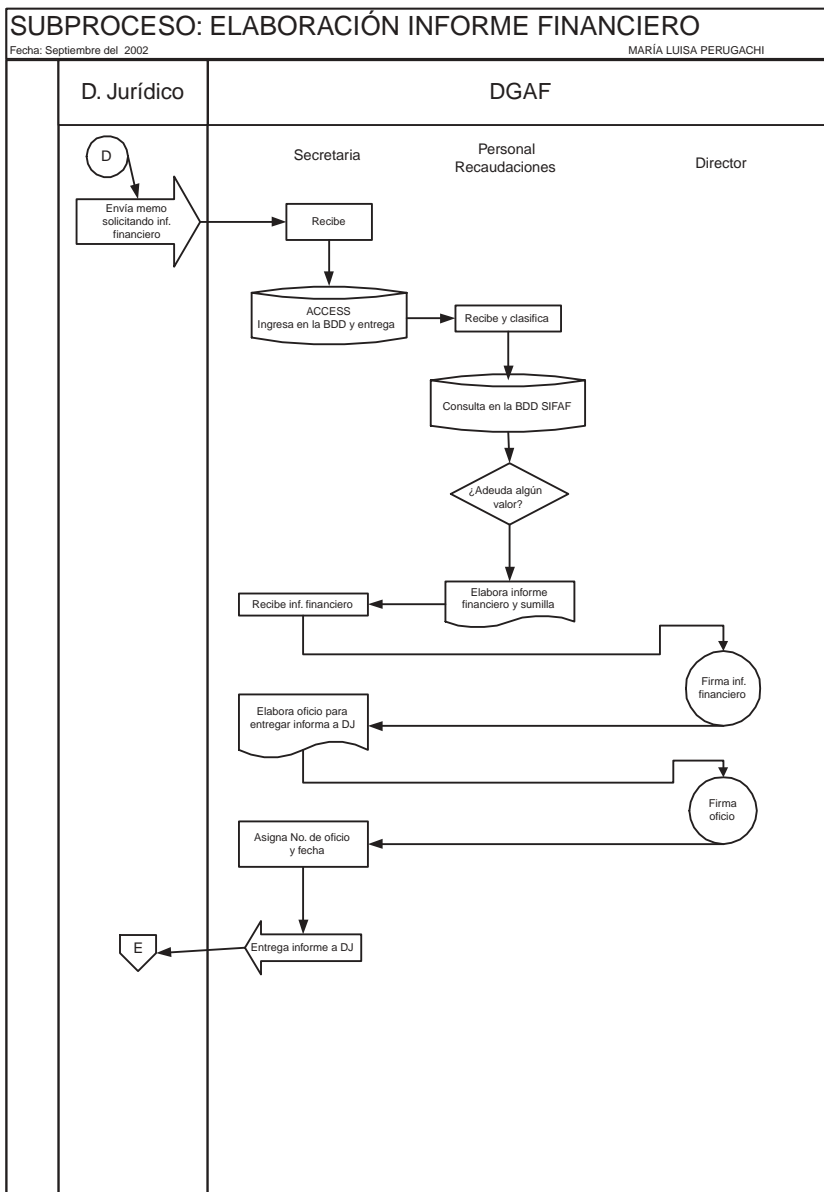 SUBPROCESO: ELABORACIÓN INFORME FINANCIERO
Fecha: Septiembre del 2002
MARÍA LUISA PERUGACHI
D. Jurídico
DGAF
Secretaria
Personal
Recaudaciones
Director
D
Envía memo
solicitando inf.
financiero
Recibe
ACCESS
Ingresa en la BDD y entrega
Recibe y clasifica
Consulta en la BDD SIFAF
¿Adeuda algún
valor?
Elabora informe
financiero y sumilla
Recibe inf. financiero
Firma inf.
financiero
Elabora oficio para
entregar informa a DJ
Firma
oficio
Asigna No. de oficio
y fecha
Entrega informe a DJ
E